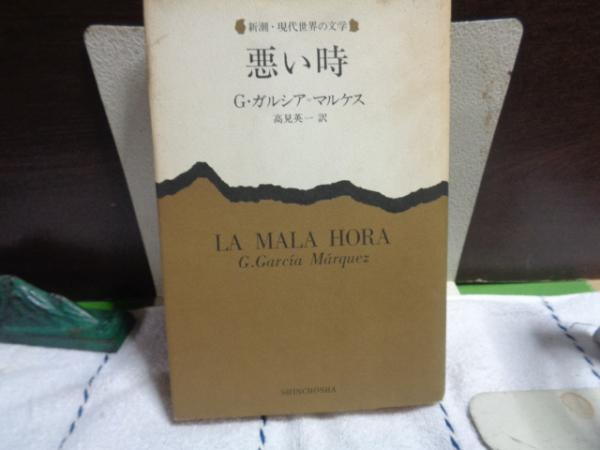 新潮・現代世界の文学
悪い時
G・ガルシア=マルケス
高見英一 訳
LA MALA HORA
G.García Márquez
SHINCHOSHA